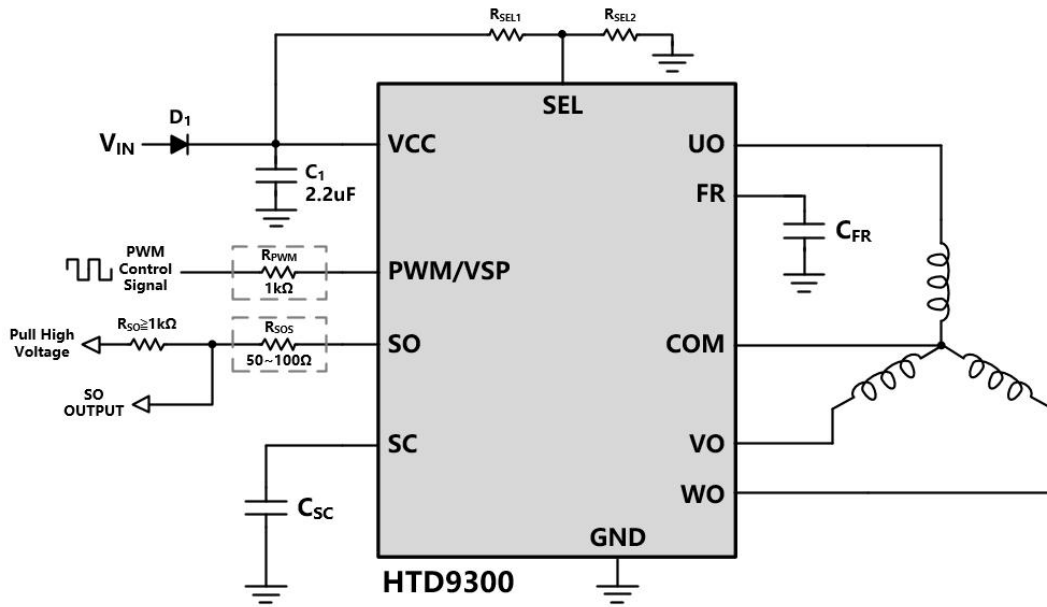 RSEL1
RSEL2
SEL
D1
VIN
VCC
C1
2.2uF
UO
FR
CFR
PWM
Control
Signal
RPWM
1kΩ
PWM/VSP
Pull High
Voltage
RSO≧1kΩ
RSOS
50~100Ω
SO
COM
SO
OUTPUT
SC
VO
CSC
WO
GND
HTD9300